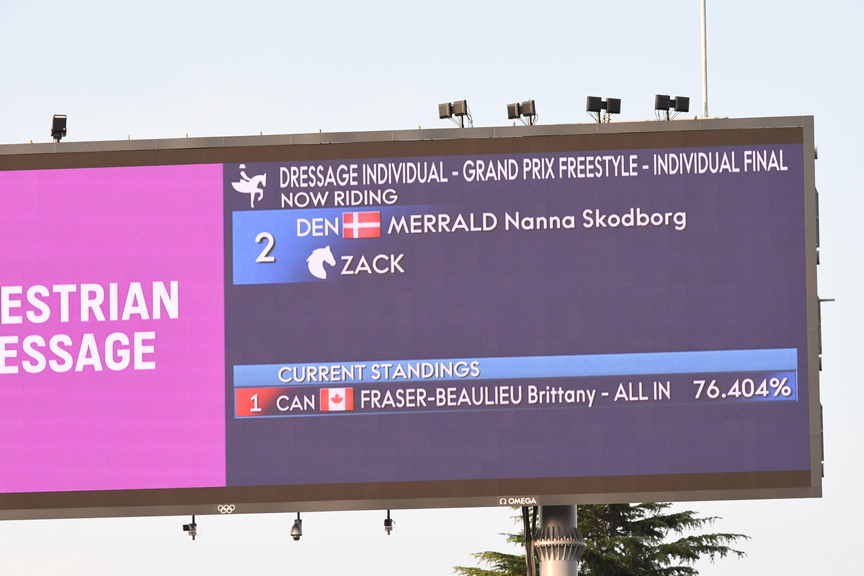 ESTRIAN
ESSAGE
DRESSAGE INDIVIDUAL - GRAND PRIX FREESTYLE - INDIVIDUAL FINAL
NOW RIDING
2 DEN MERRALD Nanna Skodborg
ZACK
CURRENT STANDINGS
1 CAN FRASER-BEAULIEU Brittany - ALL IN 76.404%
Ω OMEGA